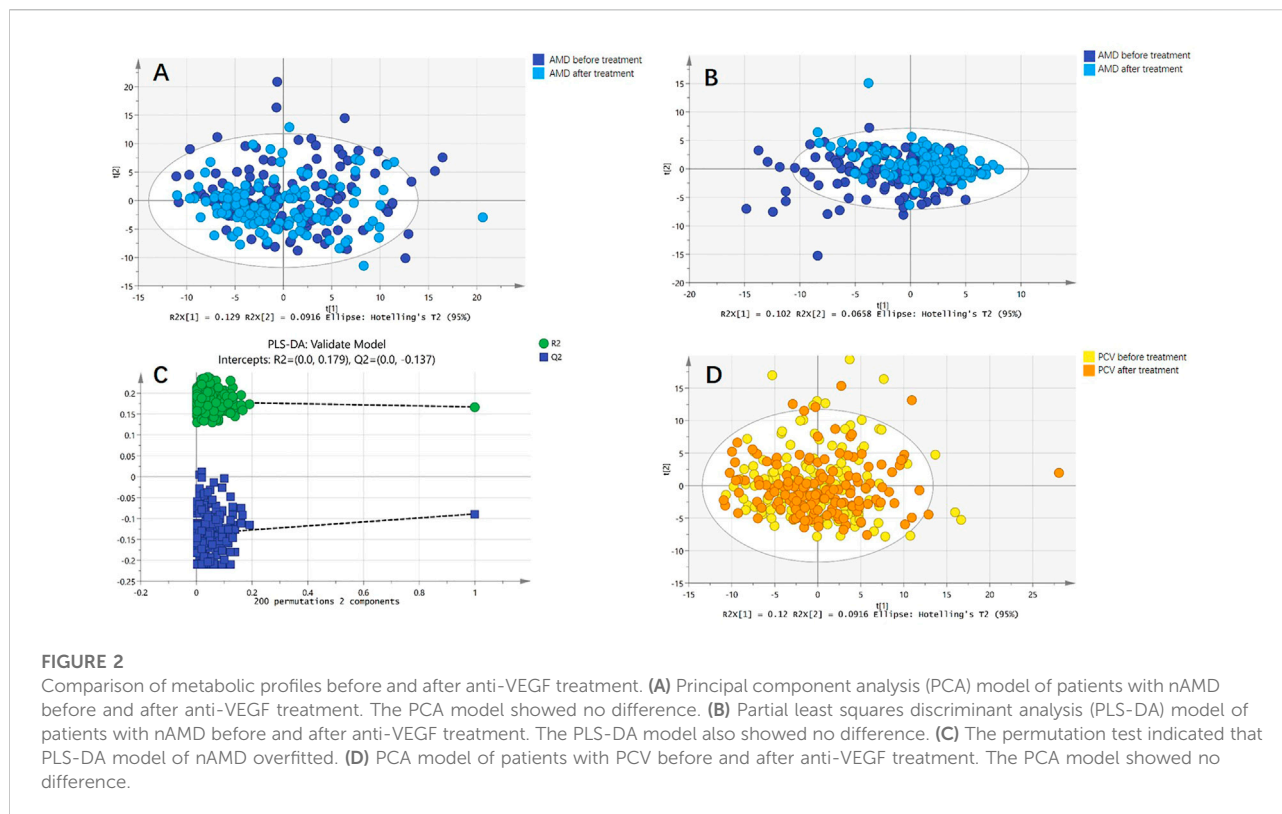 A
AMD before treatment
AMD after treatment
t[2]
20
15
10
5
0
-5
-10
-15
-15 -10 -5 0 5 10 15 20
t[1]
R2X[1] = 0.129 R2X[2] = 0.0916 Ellipse: Hotelling's T2 (95%)
B
AMD before treatment
AMD after treatment
t[2]
15
10
5
0
-5
-10
-15
-20
-20 -15 -10 -5 0 5 10
t[1]
R2X[1] = 0.102 R2X[2] = 0.0658 Ellipse: Hotelling's T2 (95%)
PLS-DA: Validate Model
Intercepts: R2=(0.0, 0.179), Q2=(0.0, -0.137)
R2
Q2
C
0.2
0.15
0.1
0.05
0
-0.05
-0.1
-0.15
-0.2
-0.25
-0.2 0 0.2 0.4 0.6 0.8 1
200 permutations 2 components
D
PCV before treatment
PCV after treatment
t[2]
15
10
5
0
-5
-10
-15
-15 -10 -5 0 5 10 15 20 25
t[1]
R2X[1] = 0.12 R2X[2] = 0.0916 Ellipse: Hotelling's T2 (95%)
FIGURE 2
Comparison of metabolic profiles before and after anti-VEGF treatment. (A) Principal component analysis (PCA) model of patients with nAMD
before and after anti-VEGF treatment. The PCA model showed no difference. (B) Partial least squares discriminant analysis (PLS-DA) model of
patients with nAMD before and after anti-VEGF treatment. The PLS-DA model also showed no difference. (C) The permutation test indicated that
PLS-DA model of nAMD overfitted. (D) PCA model of patients with PCV before and after anti-VEGF treatment. The PCA model showed no
difference.